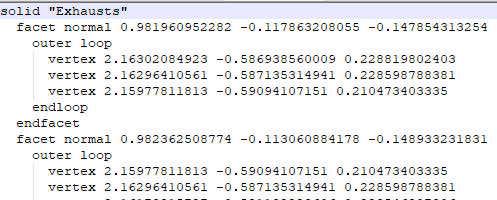 solid "Exhausts"
facet normal 0.981960952282 -0.117863208055 -0.147854313254
outer loop
vertex 2.16302084923 -0.586938560009 0.228819802403
vertex 2.16296410561 -0.587135314941 0.228598788381
vertex 2.15977811813 -0.59094107151 0.210473403335
endloop
endfacet
facet normal 0.982362508774 -0.113060884178 -0.148933231831
outer loop
vertex 2.15977811813 -0.59094107151 0.210473403335
vertex 2.16296410561 -0.587135314941 0.228598788381